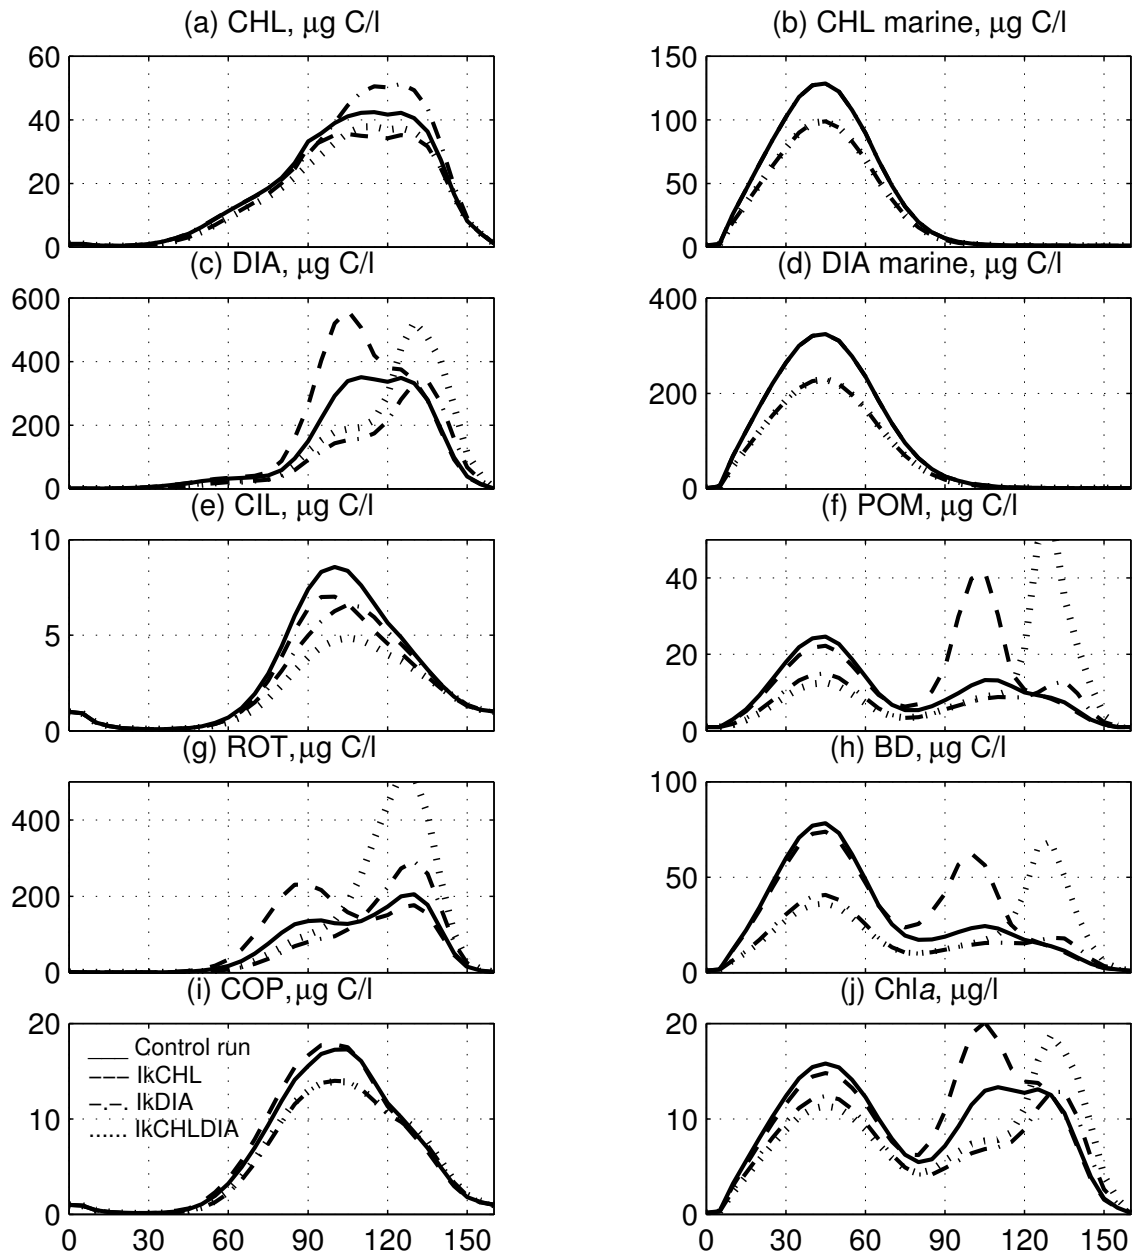 (a) CHL, μg C/l
60
40
20
0
(b) CHL marine, μg C/l
150
100
50
0
(c) DIA, μg C/l
600
400
200
0
(d) DIA marine, μg C/l
400
200
0
(e) CIL, μg C/l
10
5
0
(f) POM, μg C/l
40
20
0
(g) ROT, μg C/l
400
200
0
(h) BD, μg C/l
100
50
0
(i) COP, μg C/l
20
10
0
Control run
IkCHL
IkDIA
IkCHLDIA
0 30 60 90 120 150
(j) Chla, μg/l
20
10
0
0 30 60 90 120 150